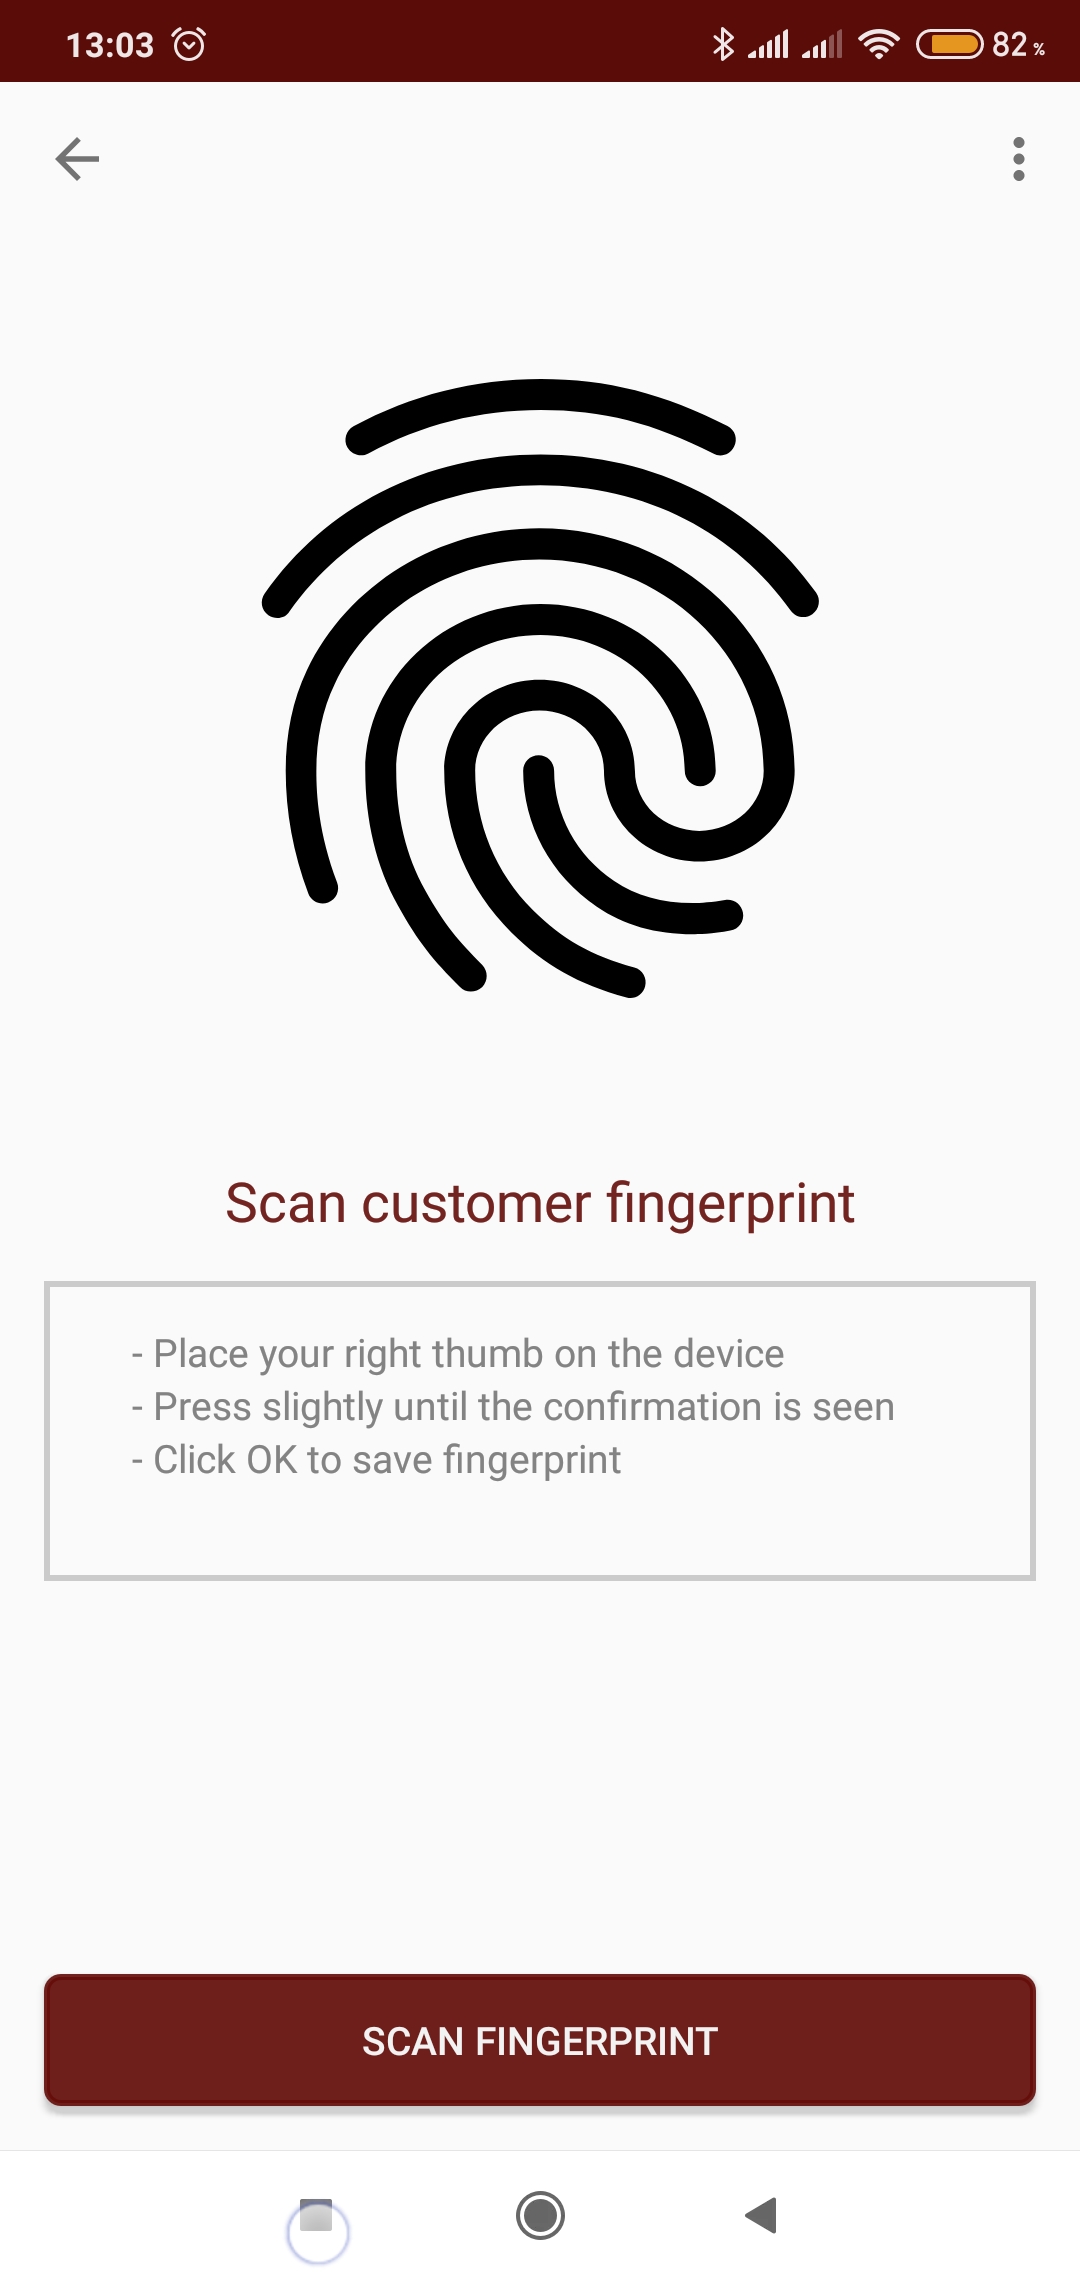 13:03
82 %
Scan customer fingerprint
- Place your right thumb on the device
- Press slightly until the confirmation is seen
- Click OK to save fingerprint
SCAN FINGERPRINT